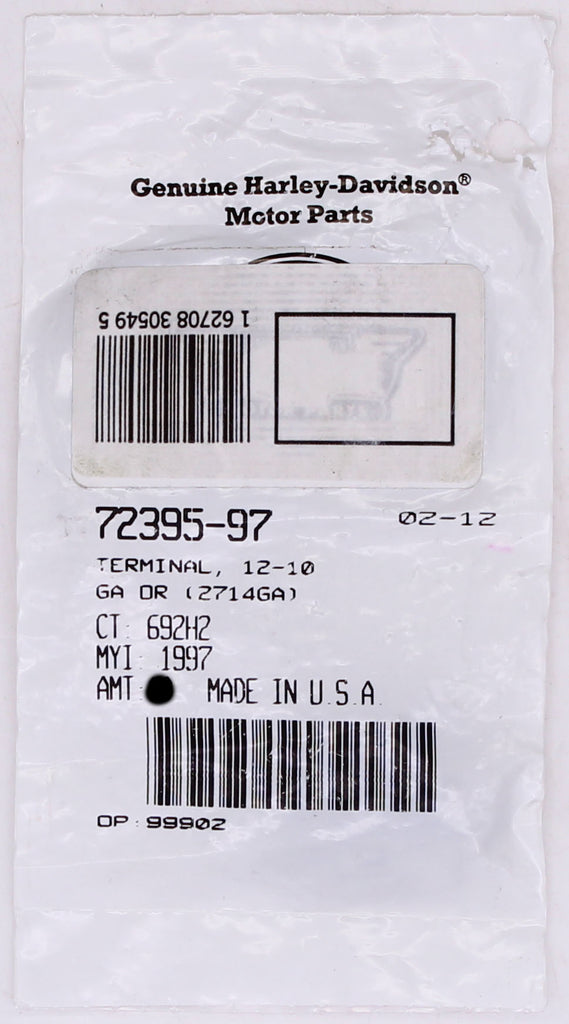 Genuine Harley-Davidson®
Motor Parts
1 62708 30549 5
72395-97 02-12
TERMINAL, 12-10
GA OR (2714GA)
CT: 692H2
MYI: 1997
AMT: MADE IN U.S.A.
OP: 99902